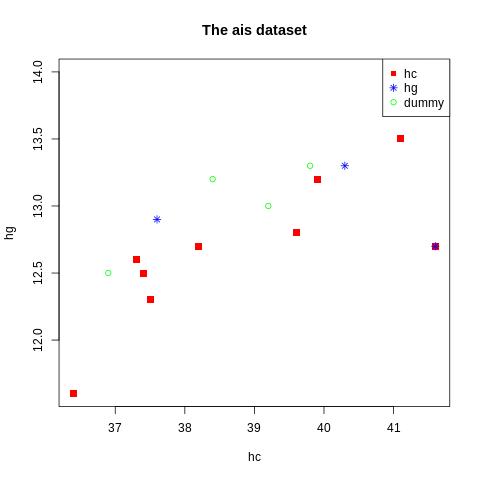 The ais dataset
14.0
13.5
13.0
12.5
12.0
hg
hc
hg
dummy
37 38 39 40 41
hc